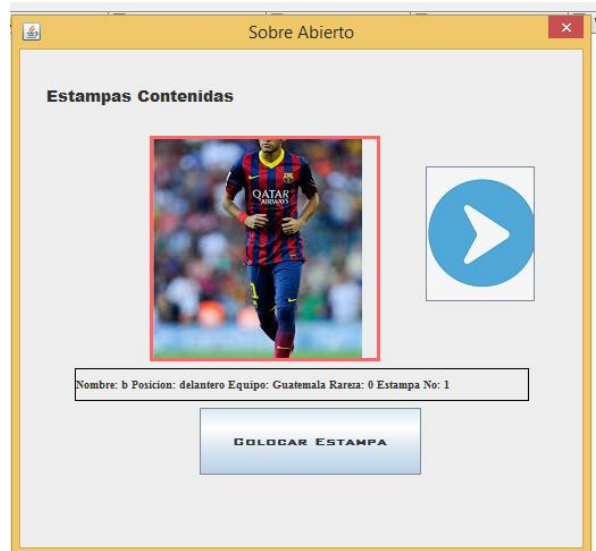 Sobre Abierto
Estampas Contenidas
QATAR
AIRWAYS
Nombre: b Posicion: delantero Equipo: Guatemala Rareza: 0 Estampa No: 1
Colocar Estampa